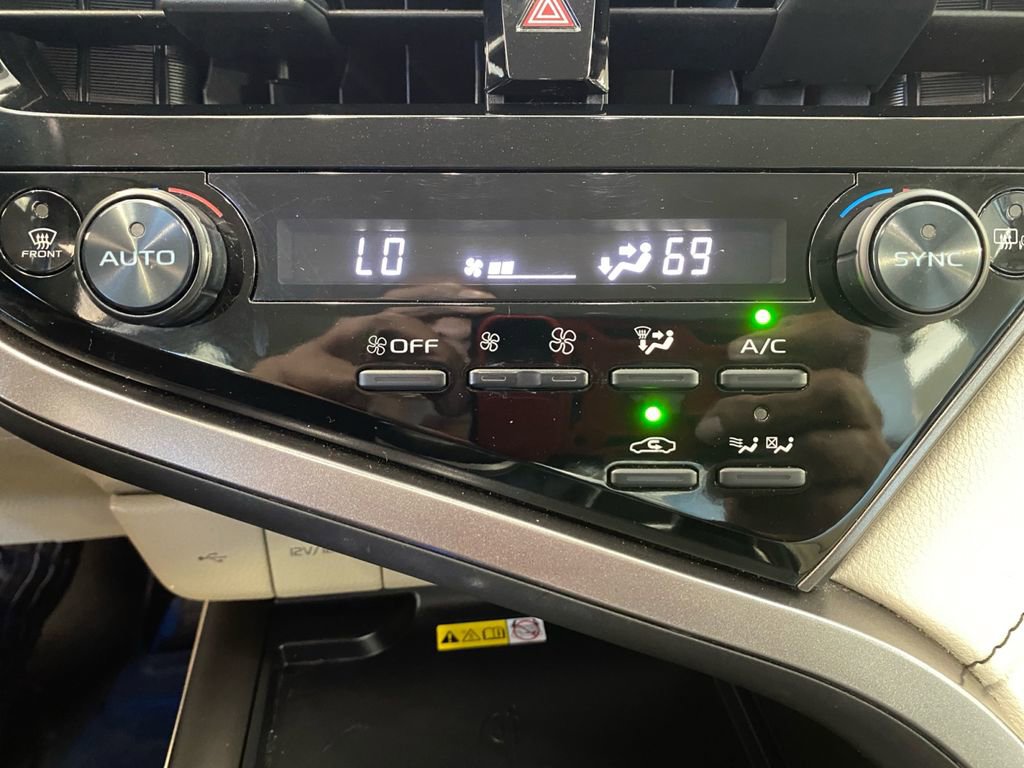 LO 69
FRONT
AUTO
SYNC
OFF
A/C